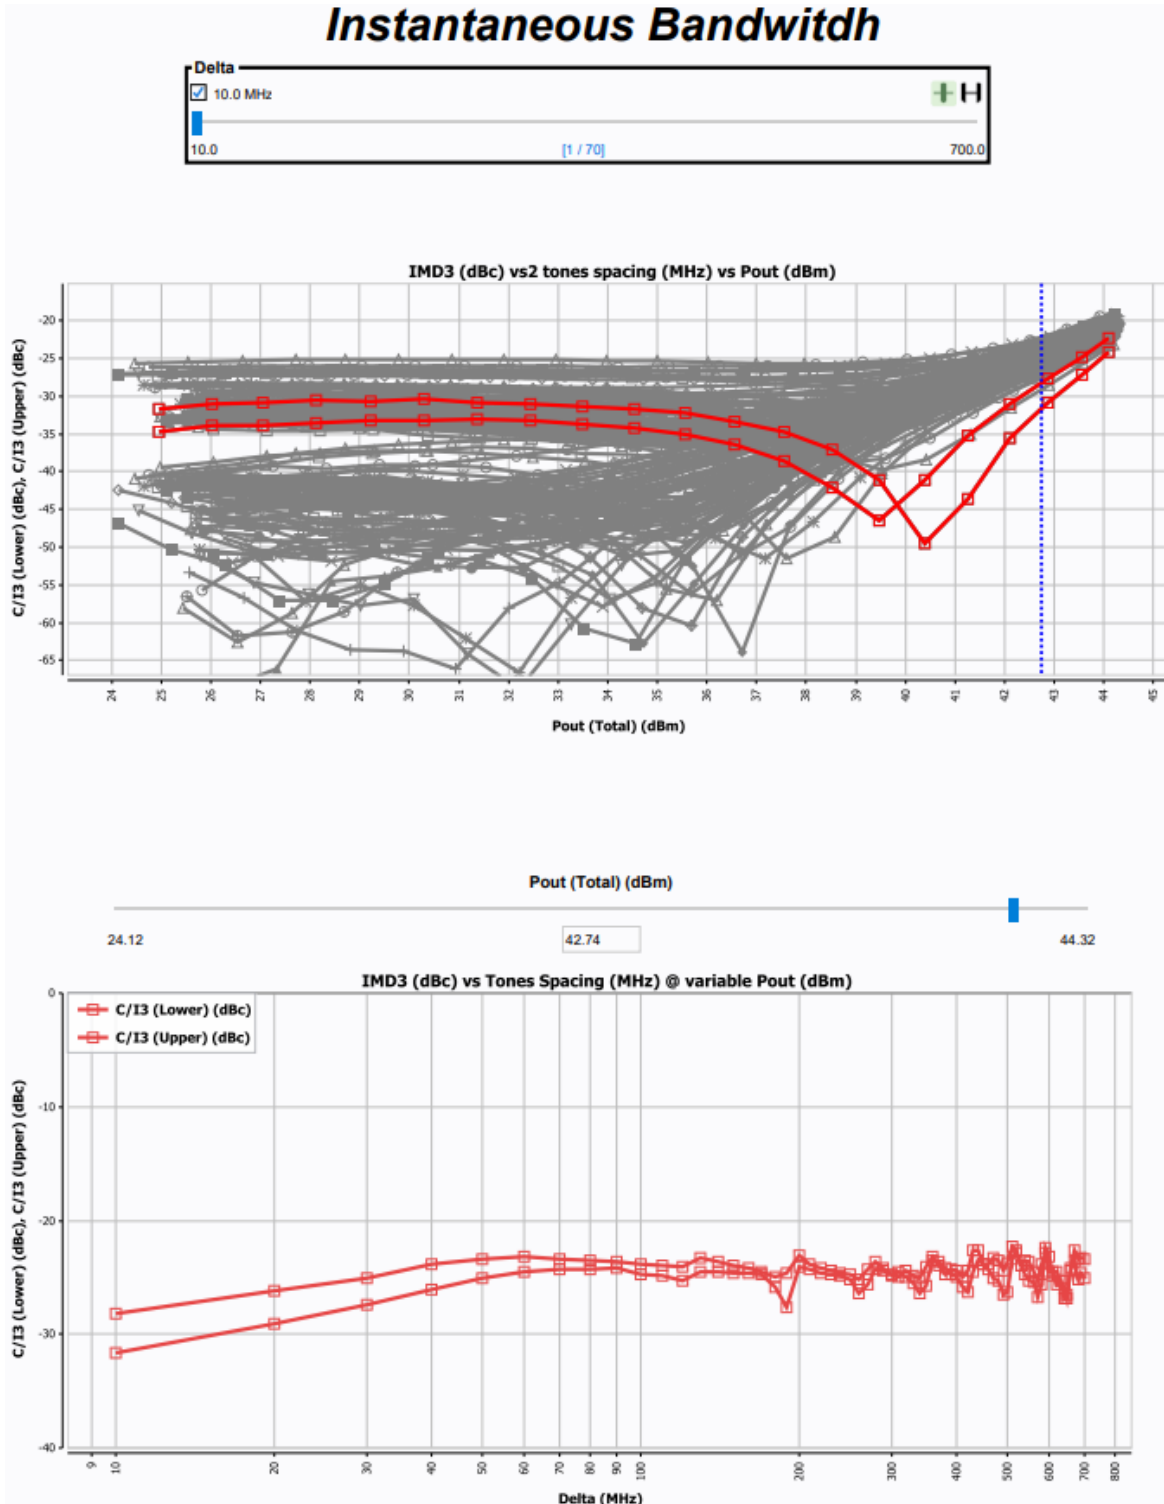 Instantaneous Bandwitdh
Delta
10.0 MHz
10.0 [1 / 70] 700.0
IMD3 (dBc) vs2 tones spacing (MHz) vs Pout (dBm)
C/I3 (Lower) (dBc), C/I3 (Upper) (dBc)
-20
-25
-30
-35
-40
-45
-50
-55
-60
-65
24 25 26 27 28 29 30 31 32 33 34 35 36 37 38 39 40 41 42 43 44 45
Pout (Total) (dBm)
Pout (Total) (dBm)
24.12 42.74 44.32
IMD3 (dBc) vs Tones Spacing (MHz) @ variable Pout (dBm)
C/I3 (Lower) (dBc)
C/I3 (Upper) (dBc)
C/I3 (Lower) (dBc), C/I3 (Upper) (dBc)
0
-10
-20
-30
-40
9 10 20 30 40 50 60 70 80 90 100 200 300 400 500 600 700 800
Delta (MHz)